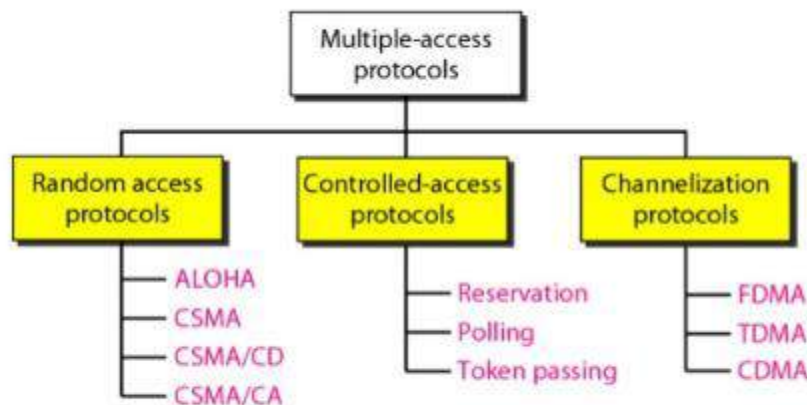 Multiple-access
protocols
Random access
protocols
Controlled-access
protocols
Channelization
protocols
ALOHA
CSMA
CSMA/CD
CSMA/CA
Reservation
Polling
Token passing
FDMA
TDMA
CDMA